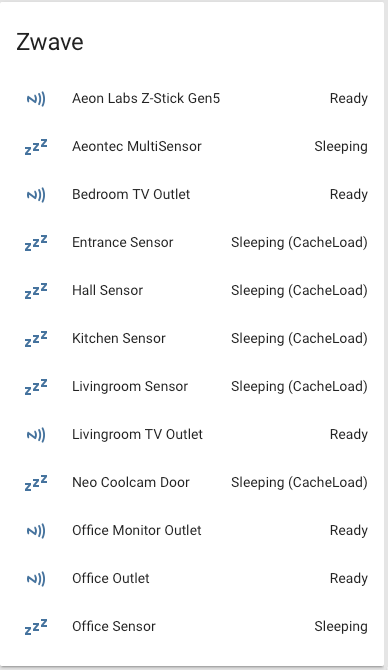 Zwave
Aeon Labs Z-Stick Gen5 Ready
Aeontec MultiSensor Sleeping
Bedroom TV Outlet Ready
Entrance Sensor Sleeping (CacheLoad)
Hall Sensor Sleeping (CacheLoad)
Kitchen Sensor Sleeping (CacheLoad)
Livingroom Sensor Sleeping (CacheLoad)
Livingroom TV Outlet Ready
Neo Coolcam Door Sleeping (CacheLoad)
Office Monitor Outlet Ready
Office Outlet Ready
Office Sensor Sleeping